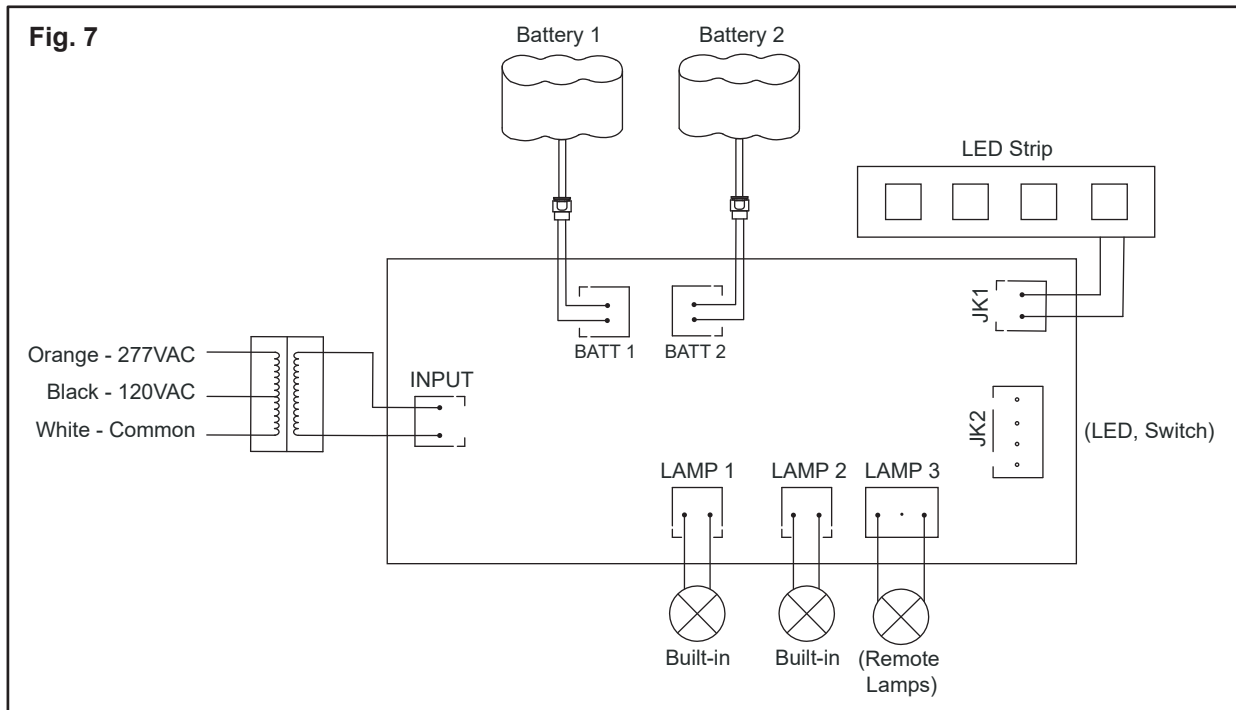 Fig. 7
Battery 1
Battery 2
LED Strip
JK1
BATT 1
BATT 2
Orange - 277VAC
Black - 120VAC
White - Common
INPUT
JK2
(LED, Switch)
LAMP 1
LAMP 2
LAMP 3
Built-in
Built-in
(Remote
Lamps)